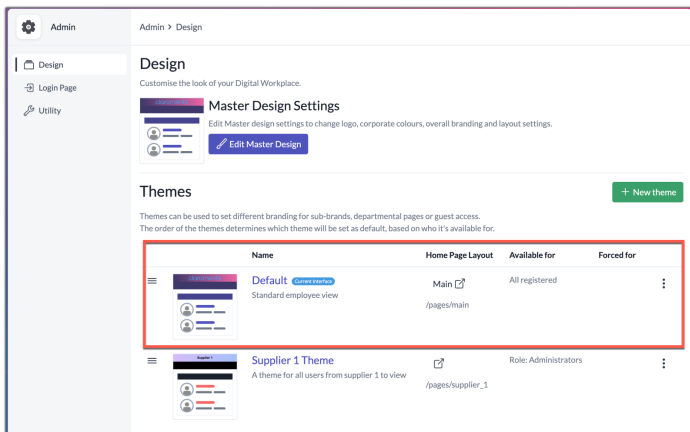 Admin
Admin > Design
Design
Login Page
Utility
Design
Customise the look of your Digital Workplace.
Master Design Settings
Edit Master design settings to change logo, corporate colours, overall branding and layout settings.
Edit Master Design
Themes
+ New theme
Themes can be used to set different branding for sub-brands, departmental pages or guest access.
The order of the themes determines which theme will be set as default, based on who it's available for.
Name Home Page Layout Available for Forced for
Default Current interface Main All registered
Standard employee view
/pages/main
Supplier 1
Supplier 1 Theme Role: Administrators
A theme for all users from supplier 1 to view
/pages/supplier_1